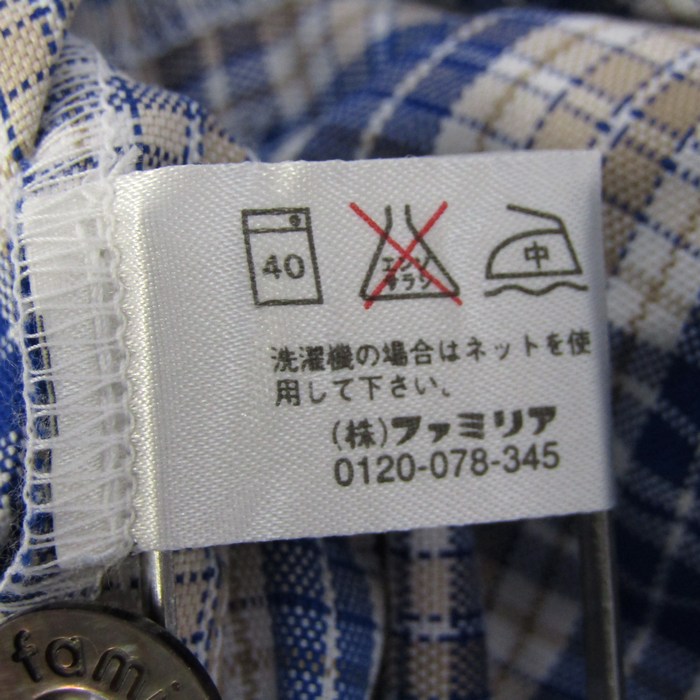 40
エンソ
サラシ
中
洗濯機の場合はネットを使
用して下さい。
(株)ファミリア
0120-078-345
fami